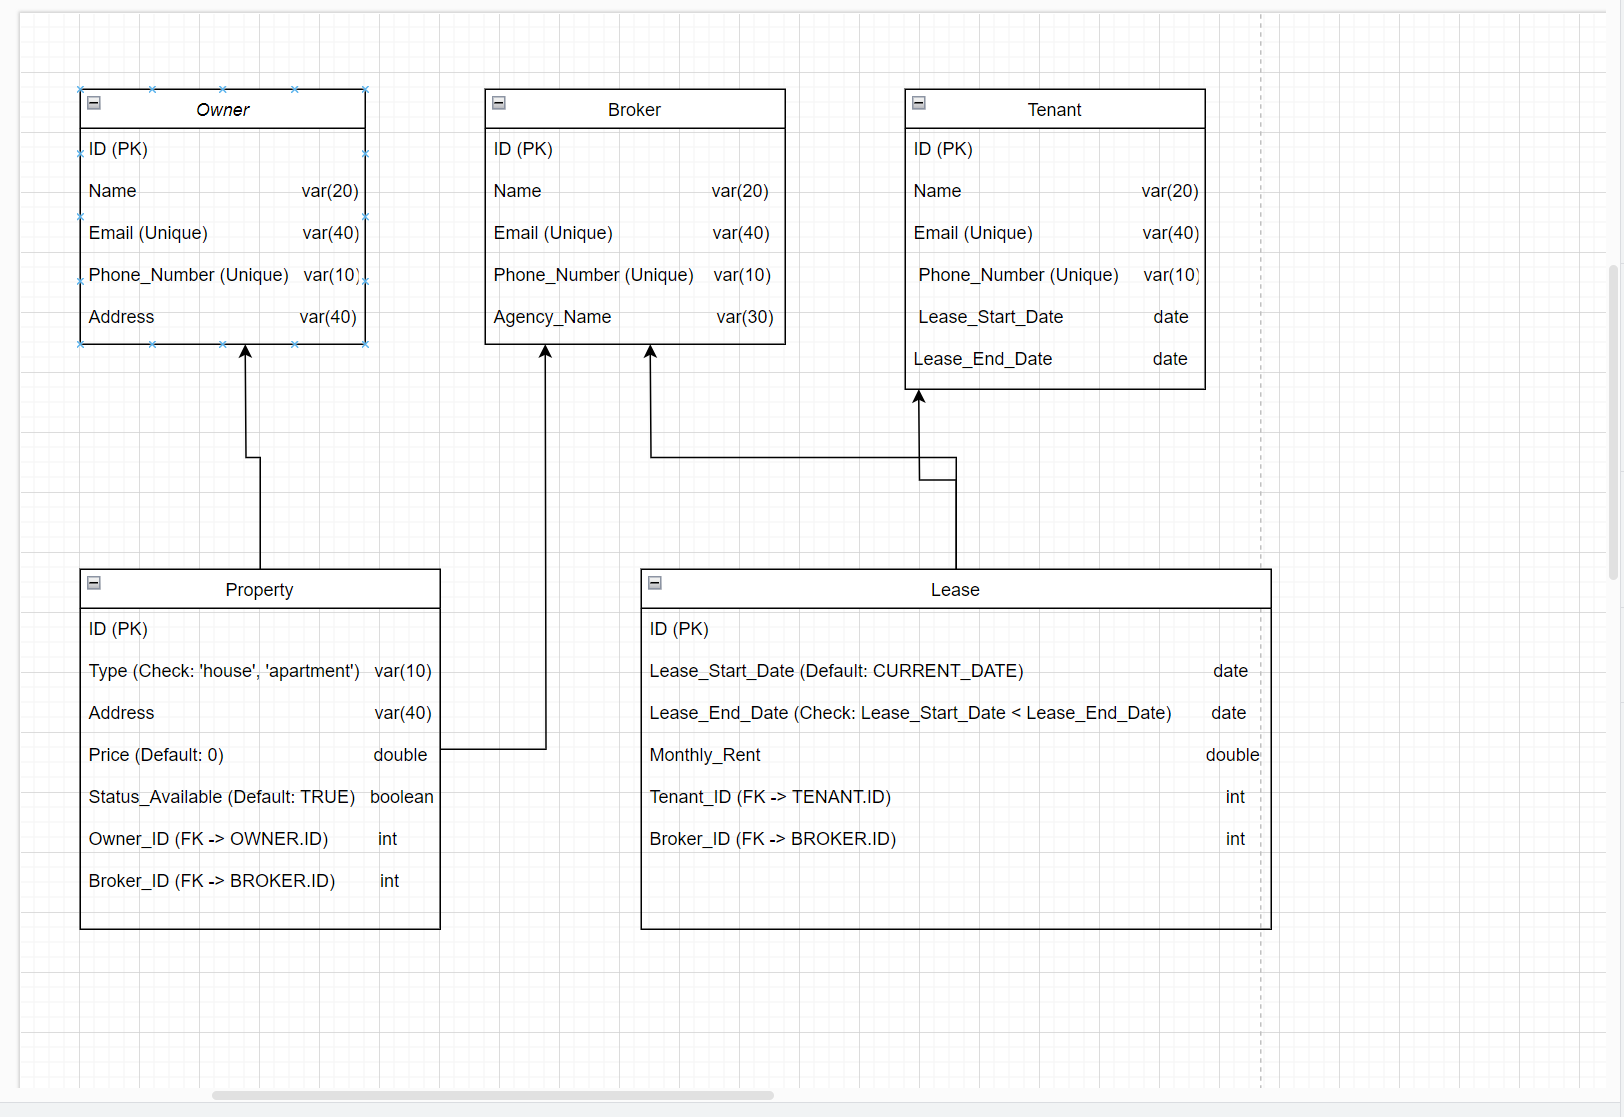 Owner
ID (PK)
Name var(20)
Email (Unique) var(40)
Phone_Number (Unique) var(10)
Address var(40)
Broker
ID (PK)
Name var(20)
Email (Unique) var(40)
Phone_Number (Unique) var(10)
Agency_Name var(30)
Tenant
ID (PK)
Name var(20)
Email (Unique) var(40)
Phone_Number (Unique) var(10)
Lease_Start_Date date
Lease_End_Date date
Property
ID (PK)
Type (Check: 'house', 'apartment') var(10)
Address var(40)
Price (Default: 0) double
Status_Available (Default: TRUE) boolean
Owner_ID (FK -> OWNER.ID) int
Broker_ID (FK -> BROKER.ID) int
Lease
ID (PK)
Lease_Start_Date (Default: CURRENT_DATE) date
Lease_End_Date (Check: Lease_Start_Date < Lease_End_Date) date
Monthly_Rent double
Tenant_ID (FK -> TENANT.ID) int
Broker_ID (FK -> BROKER.ID) int